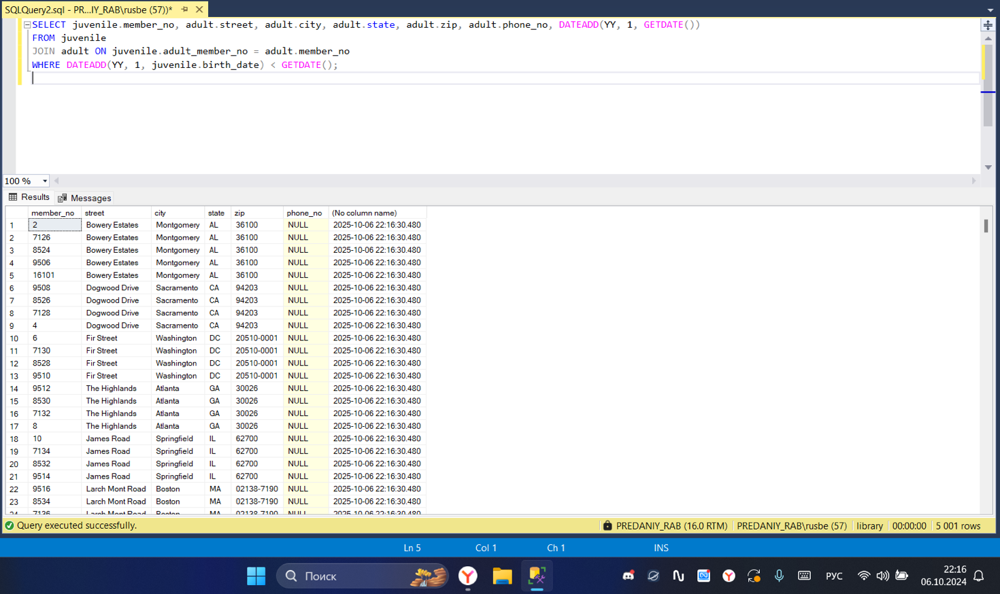 SQLQuery2.sql - PR...IY_RAB\rusbe (57))*
SELECT juvenile.member_no, adult.street, adult.city, adult.state, adult.zip, adult.phone_no, DATEADD(YY, 1, GETDATE())
FROM juvenile
JOIN adult ON juvenile.adult_member_no = adult.member_no
WHERE DATEADD(YY, 1, juvenile.birth_date) < GETDATE();
100 %
Results Messages
member_no street city state zip phone_no (No column name)
1 2 Bowery Estates Montgomery AL 36100 NULL 2025-10-06 22:16:30.480
2 7126 Bowery Estates Montgomery AL 36100 NULL 2025-10-06 22:16:30.480
3 8524 Bowery Estates Montgomery AL 36100 NULL 2025-10-06 22:16:30.480
4 9506 Bowery Estates Montgomery AL 36100 NULL 2025-10-06 22:16:30.480
5 16101 Bowery Estates Montgomery AL 36100 NULL 2025-10-06 22:16:30.480
6 9508 Dogwood Drive Sacramento CA 94203 NULL 2025-10-06 22:16:30.480
7 8526 Dogwood Drive Sacramento CA 94203 NULL 2025-10-06 22:16:30.480
8 7128 Dogwood Drive Sacramento CA 94203 NULL 2025-10-06 22:16:30.480
9 4 Dogwood Drive Sacramento CA 94203 NULL 2025-10-06 22:16:30.480
10 6 Fir Street Washington DC 20510-0001 NULL 2025-10-06 22:16:30.480
11 7130 Fir Street Washington DC 20510-0001 NULL 2025-10-06 22:16:30.480
12 8528 Fir Street Washington DC 20510-0001 NULL 2025-10-06 22:16:30.480
13 9510 Fir Street Washington DC 20510-0001 NULL 2025-10-06 22:16:30.480
14 9512 The Highlands Atlanta GA 30026 NULL 2025-10-06 22:16:30.480
15 8530 The Highlands Atlanta GA 30026 NULL 2025-10-06 22:16:30.480
16 7132 The Highlands Atlanta GA 30026 NULL 2025-10-06 22:16:30.480
17 8 The Highlands Atlanta GA 30026 NULL 2025-10-06 22:16:30.480
18 10 James Road Springfield IL 62700 NULL 2025-10-06 22:16:30.480
19 7134 James Road Springfield IL 62700 NULL 2025-10-06 22:16:30.480
20 8532 James Road Springfield IL 62700 NULL 2025-10-06 22:16:30.480
21 9514 James Road Springfield IL 62700 NULL 2025-10-06 22:16:30.480
22 9516 Larch Mont Road Boston MA 02138-7190 NULL 2025-10-06 22:16:30.480
23 8534 Larch Mont Road Boston MA 02138-7190 NULL 2025-10-06 22:16:30.480
24 7136 Larch Mont Road Boston MA 02138-7190 NULL 2025-10-06 22:16:30.480
Query executed successfully. PREDANIY_RAB (16.0 RTM) PREDANIY_RAB\rusbe (57) library 00:00:00 5 001 rows
Ln 5 Col 1 Ch 1 INS
Поиск РУС 22:16
06.10.2024